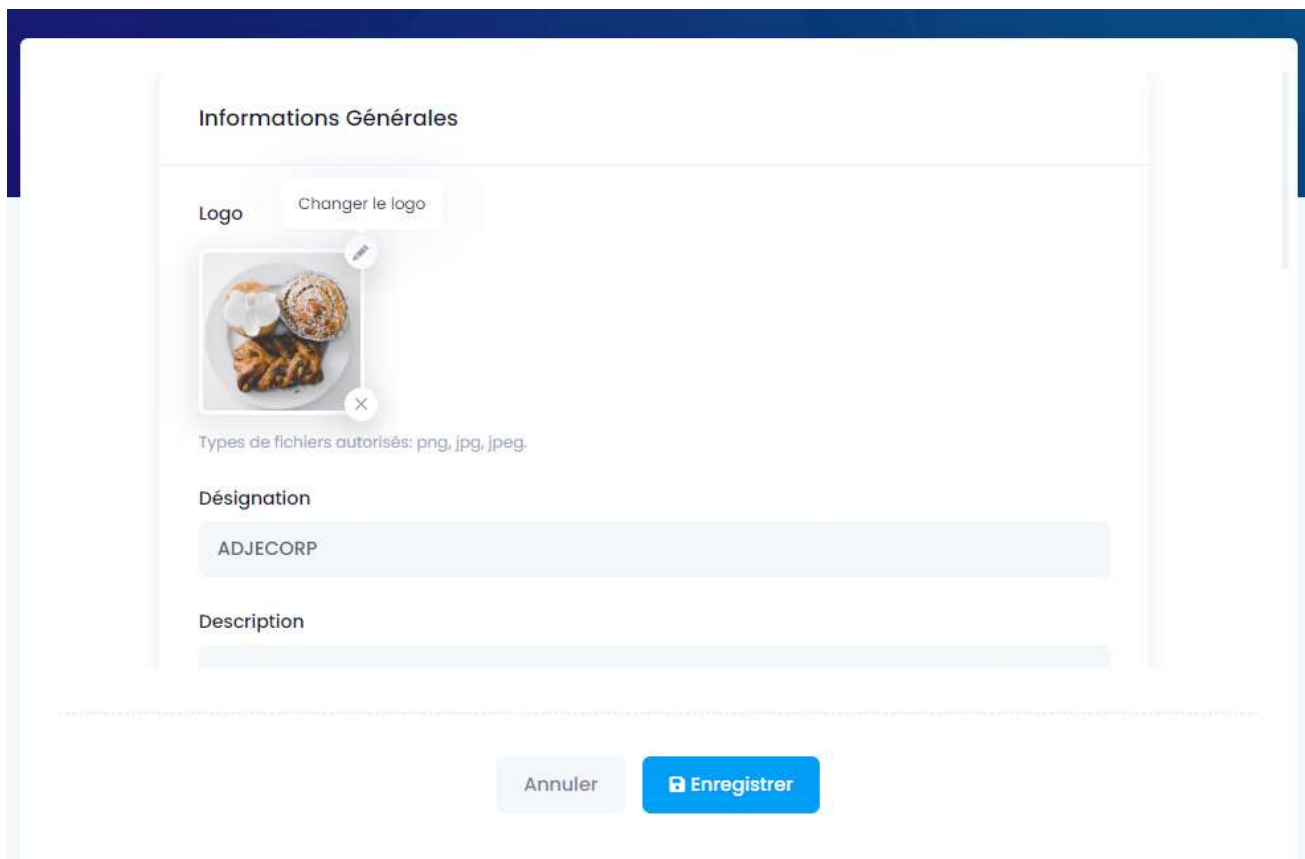 Informations Générales
Changer le logo
Logo
Types de fichiers autorisés: png, jpg, jpeg.
Désignation
ADJECORP
Description
Annuler
Enregistrer